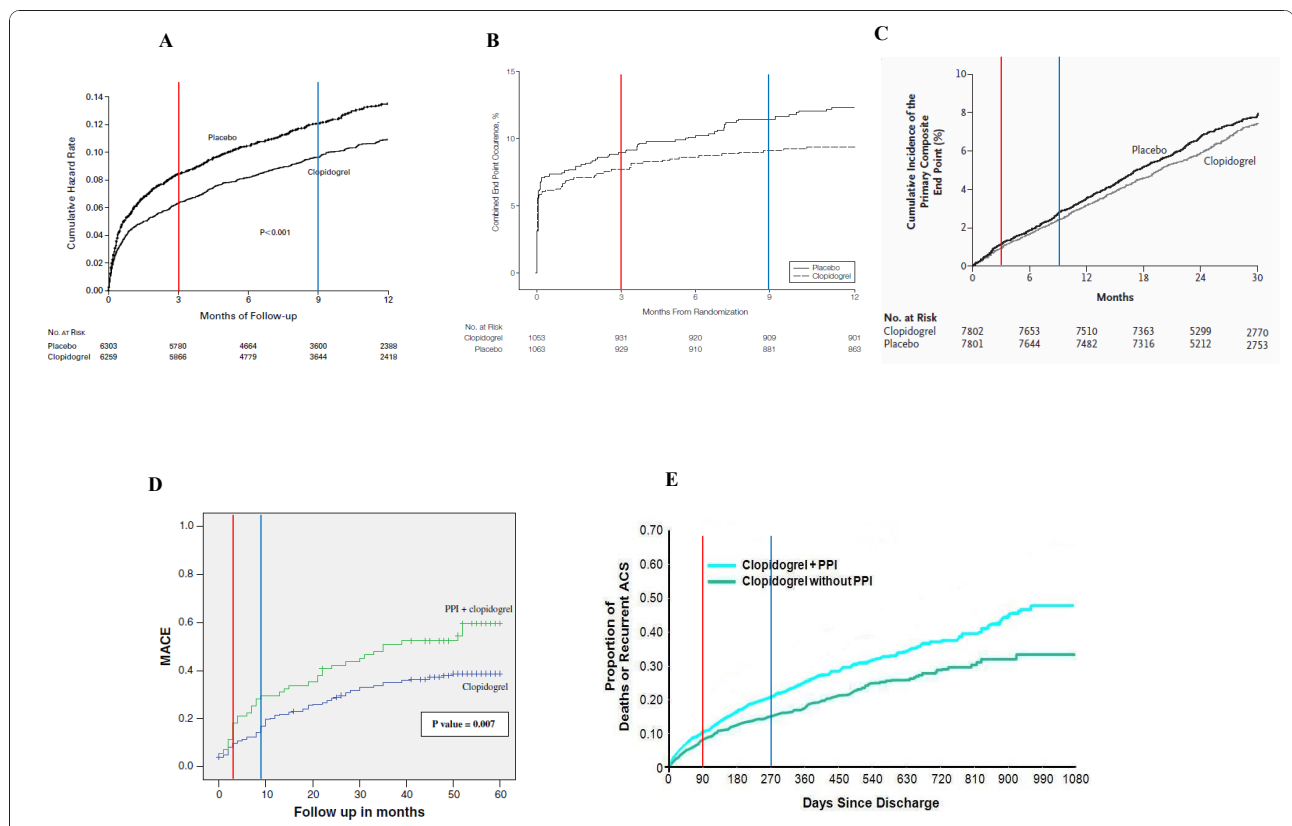 A
0.14
0.12
0.10
0.08
0.06
0.04
0.02
0.00
Cumulative Hazard Rate
Placebo
Clopidogrel
P<0.001
0 3 6 9 12
Months of Follow-up
No. at Risk
Placebo 6303 5780 4664 3600 2388
Clopidogrel 6259 5866 4779 3644 2418
B
15
10
5
0
Combined End Point Occurrence, %
Placebo
Clopidogrel
0 3 6 9 12
Months From Randomization
No. at Risk
Clopidogrel 1053 931 920 909 901
Placebo 1063 929 910 881 863
C
10
8
6
4
2
0
Cumulative Incidence of the
Primary Composite
End Point (%)
Placebo
Clopidogrel
6 12 18 24 30
Months
No. at Risk
Clopidogrel 7802 7653 7510 7363 5299 2770
Placebo 7801 7644 7482 7316 5212 2753
D
1.0
0.8
0.6
0.4
0.2
0.0
MACE
PPI + clopidogrel
Clopidogrel
P value = 0.007
0 10 20 30 40 50 60
Follow up in months
E
0.70
0.50
0.40
0.30
0.20
0.10
0
Proportion of
Deaths or Recurrent ACS
Clopidogrel + PPI
Clopidogrel without PPI
0 90 180 270 360 450 540 630 720 810 900 990 1080
Days Since Discharge